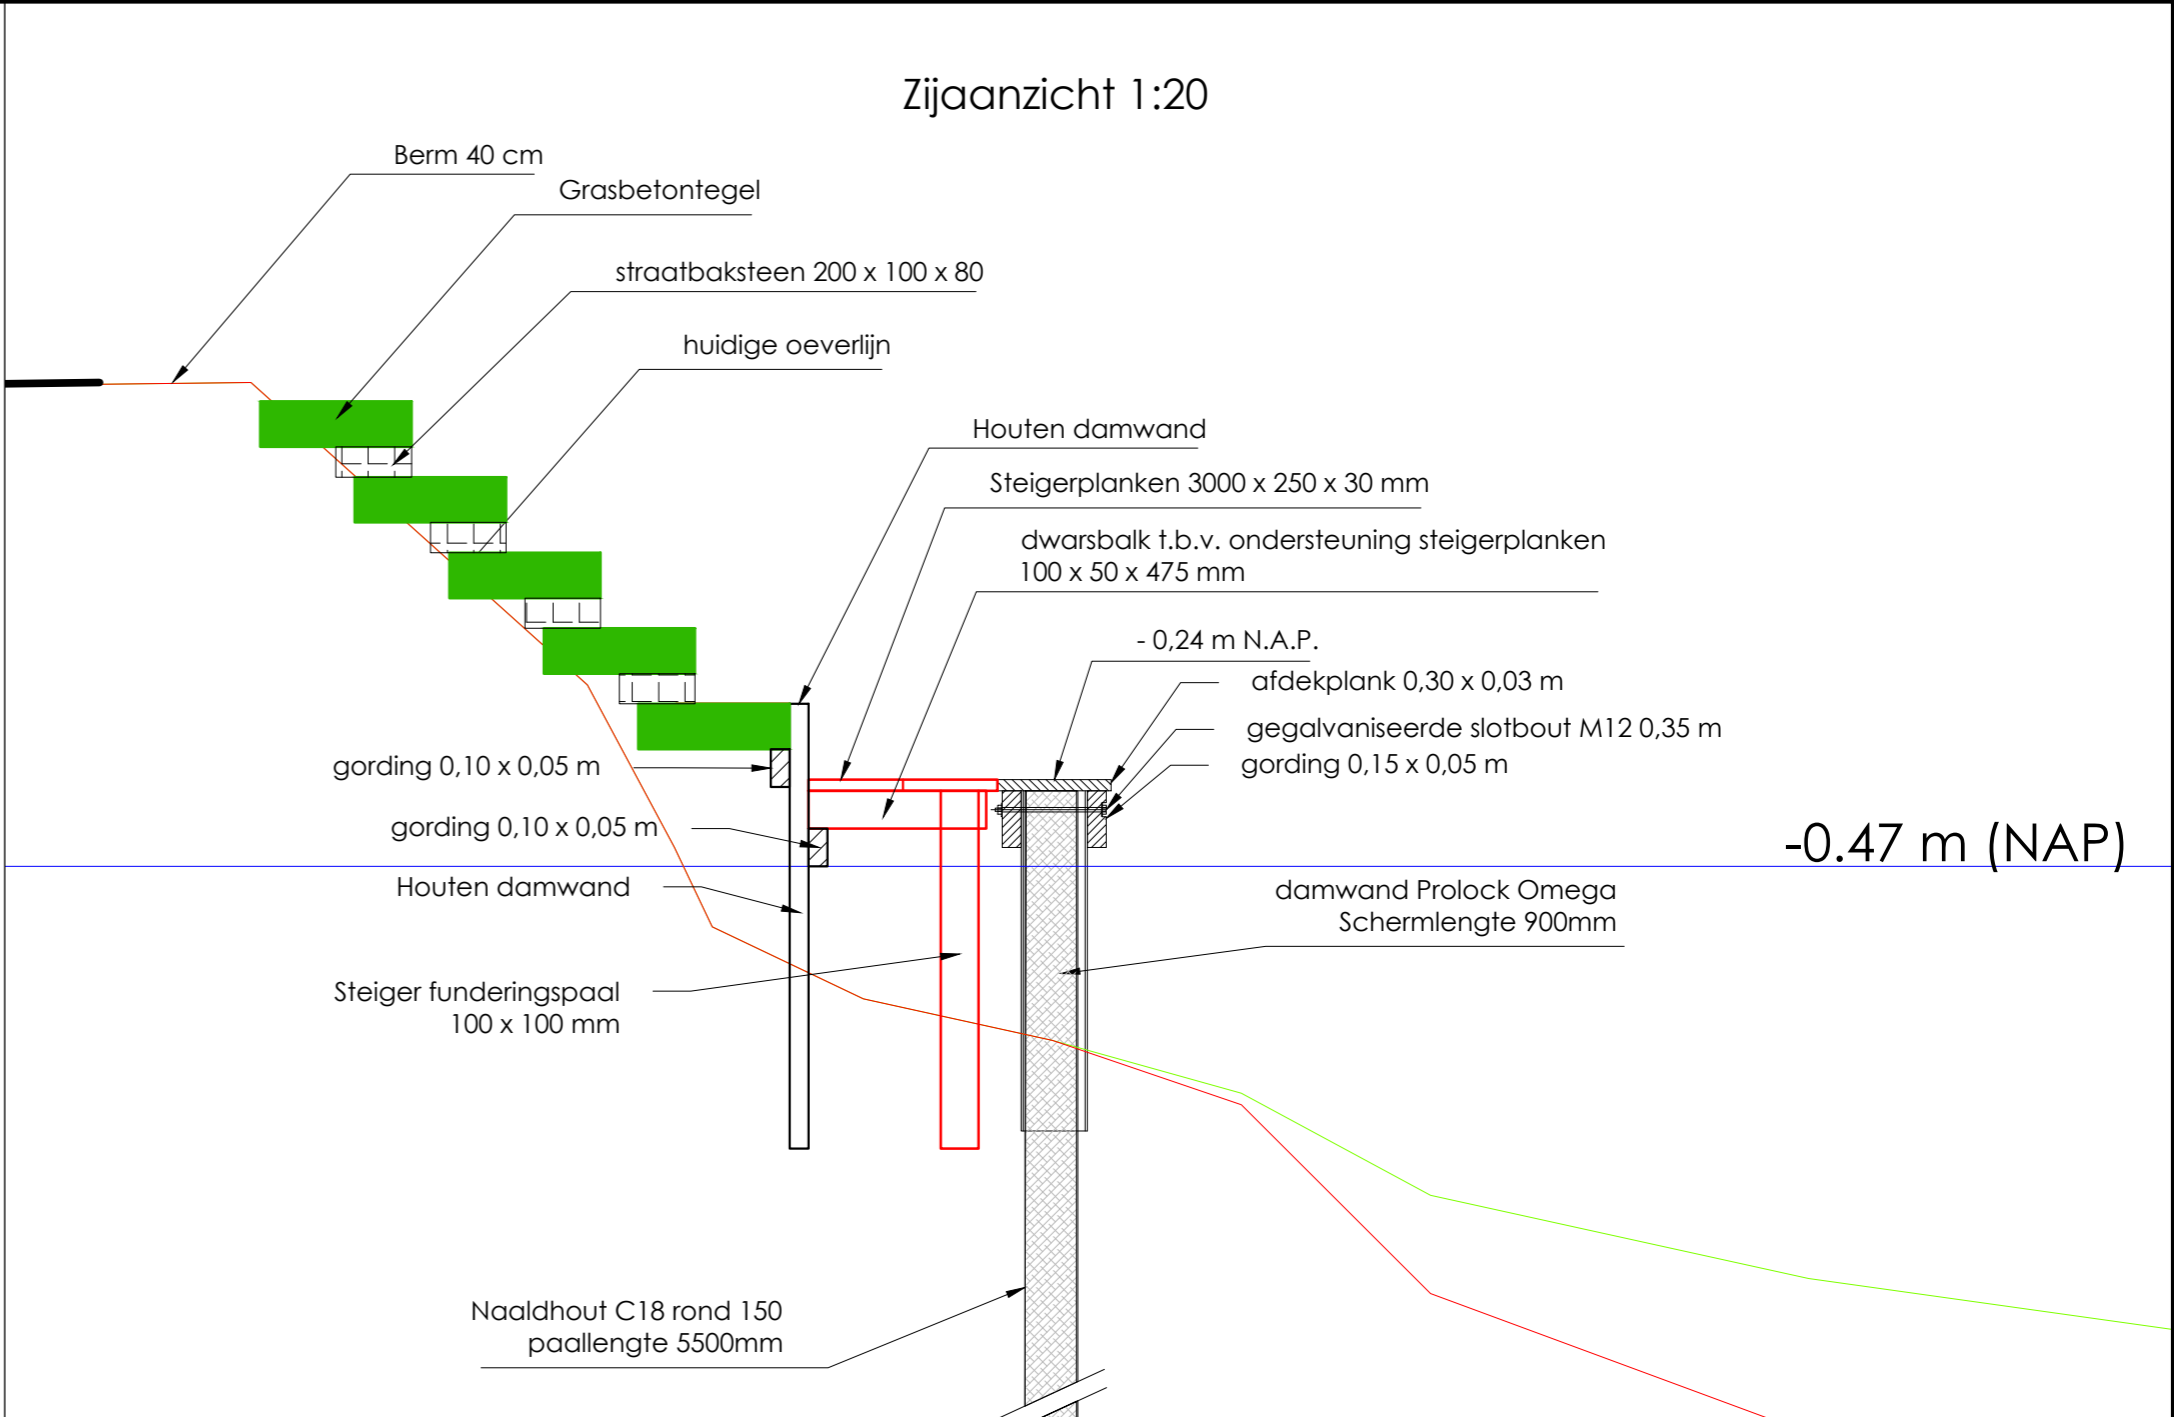 Zijaanzicht 1:20
Berm 40 cm
Grasbetontegel
straatbaksteen 200 x 100 x 80
huidige oeverlijn
Houten damwand
Steigerplanken 3000 x 250 x 30 mm
dwarsbalk t.b.v. ondersteuning steigerplanken
100 x 50 x 475 mm
- 0,24 m N.A.P.
afdekplank 0,30 x 0,03 m
gegalvaniseerde slotbout M12 0,35 m
gording 0,15 x 0,05 m
gording 0,10 x 0,05 m
gording 0,10 x 0,05 m
-0.47 m (NAP)
Houten damwand
damwand Prolock Omega
Schermlengte 900mm
Steiger funderingspaal
100 x 100 mm
Naaldhout C18 rond 150
paallengte 5500mm